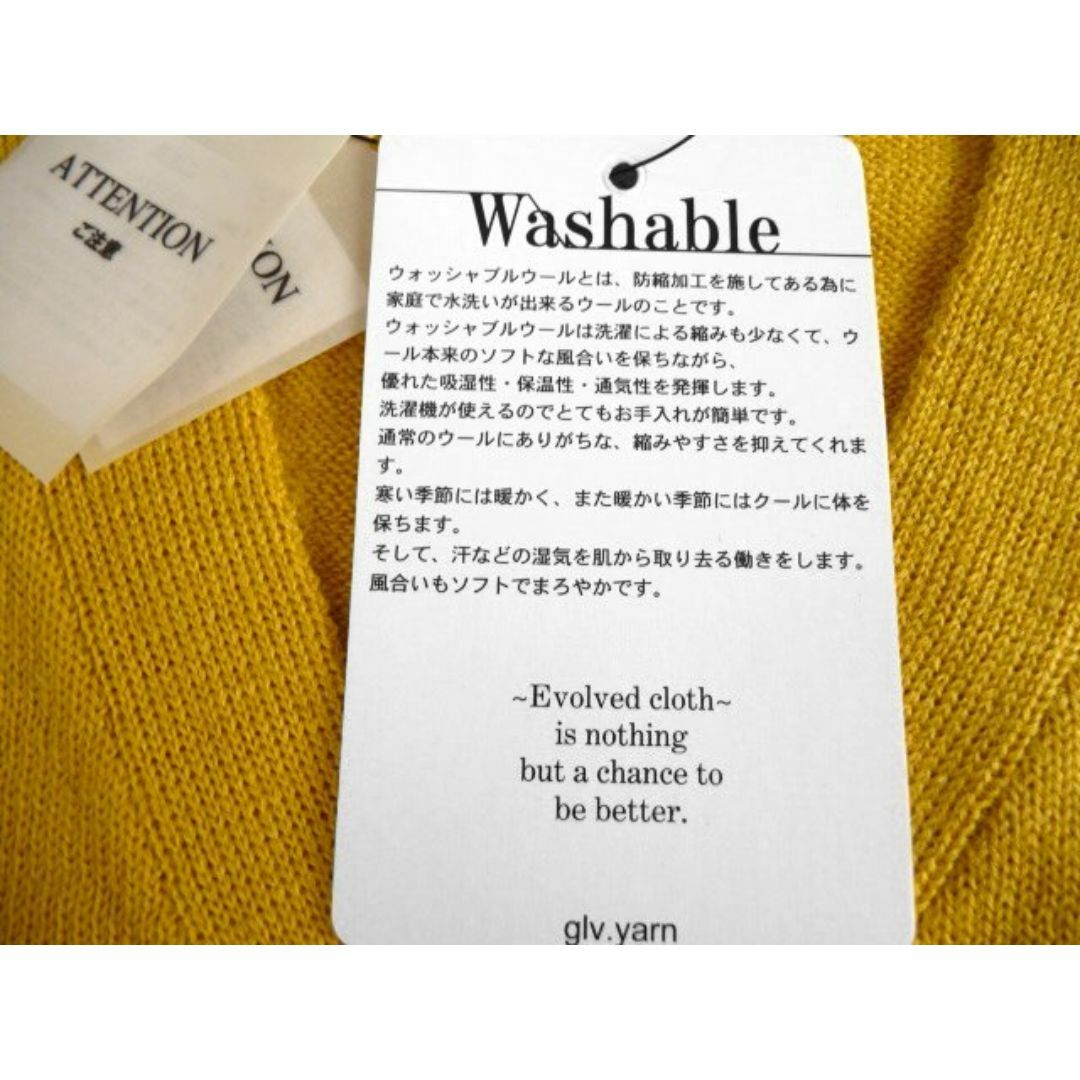 ATTENTION
ご注意
ON
Washable
ウォッシャブルウールとは、防縮加工を施してある為に
家庭で水洗いが出来るウールのことです。
ウォッシャブルウールは洗濯による縮みも少なくて、ウ
ール本来のソフトな風合いを保ちながら、
優れた吸湿性・保温性・通気性を発揮します。
洗濯機が使えるのでとてもお手入れが簡単です。
通常のウールにありがちな、縮みやすさを抑えてくれま
す。
寒い季節には暖かく、また暖かい季節にはクールに体を
保ちます。
そして、汗などの湿気を肌から取り去る働きをします。
風合いもソフトでまろやかです。
~Evolved cloth~
is nothing
but a chance to
be better.
glv.yarn